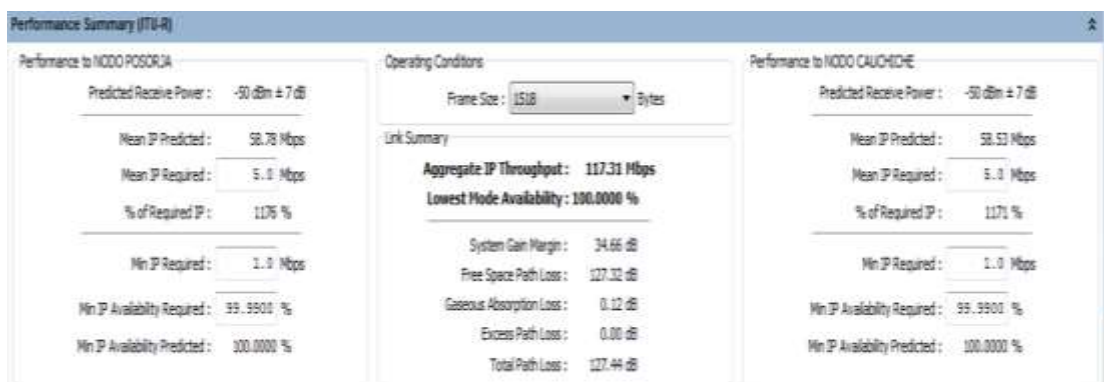 Performance Summary (ITU-R)
Performance to NODO POSORJA
Predicted Receive Power : -50 dBm ± 7 dB
Mean IP Predicted : 58.78 Mbps
Mean IP Required : 5.0 Mbps
% of Required IP : 1176 %
Min IP Required : 1.0 Mbps
Min IP Availability Required : 99.9900 %
Min IP Availability Predicted : 100.0000 %
Operating Conditions
Frame Size : 1518 Bytes
Link Summary
Aggregate IP Throughput : 117.31 Mbps
Lowest Mode Availability : 100.0000 %
System Gain Margin : 34.66 dB
Free Space Path Loss : 127.32 dB
Gaseous Absorption Loss : 0.12 dB
Excess Path Loss : 0.00 dB
Total Path Loss : 127.44 dB
Performance to NODO CAUCHICHE
Predicted Receive Power : -50 dBm ± 7 dB
Mean IP Predicted : 58.53 Mbps
Mean IP Required : 5.0 Mbps
% of Required IP : 1171 %
Min IP Required : 1.0 Mbps
Min IP Availability Required : 99.9900 %
Min IP Availability Predicted : 100.0000 %